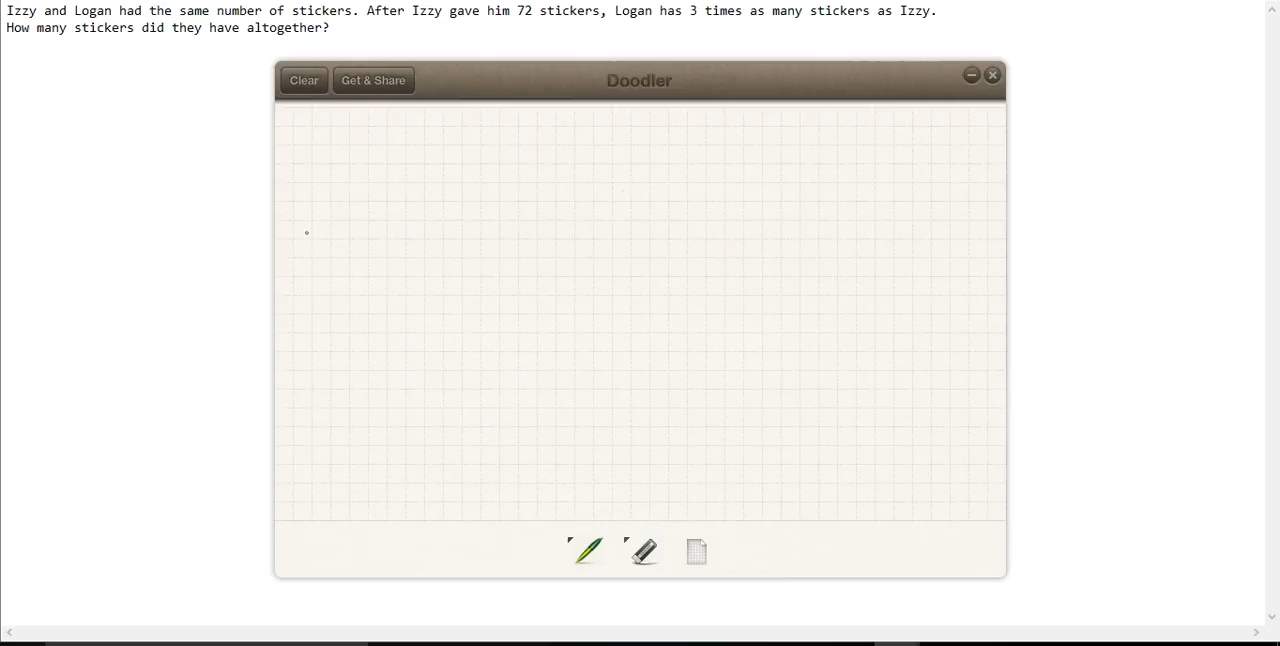 Izzy and Logan had the same number of stickers. After Izzy gave him 72 stickers, Logan has 3 times as many stickers as Izzy.
How many stickers did they have altogether?
Clear
Get & Share
Doodler